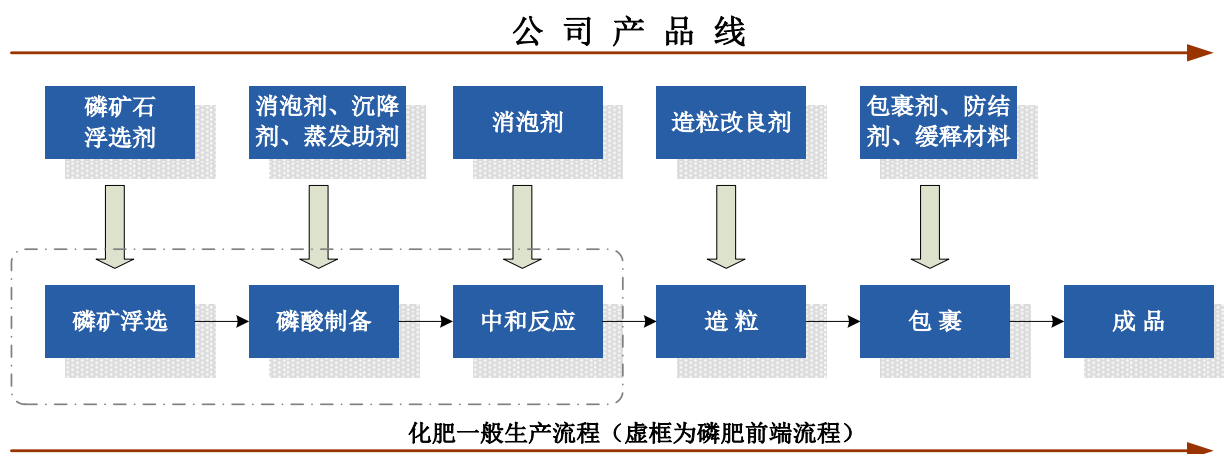 公司产品线
磷矿石
浮选剂
消泡剂、沉降
剂、蒸发助剂
消泡剂
造粒改良剂
包裹剂、防结
剂、缓释材料
磷矿浮选
磷酸制备
中和反应
造粒
包裹
成品
化肥一般生产流程（虚框为磷肥前端流程）